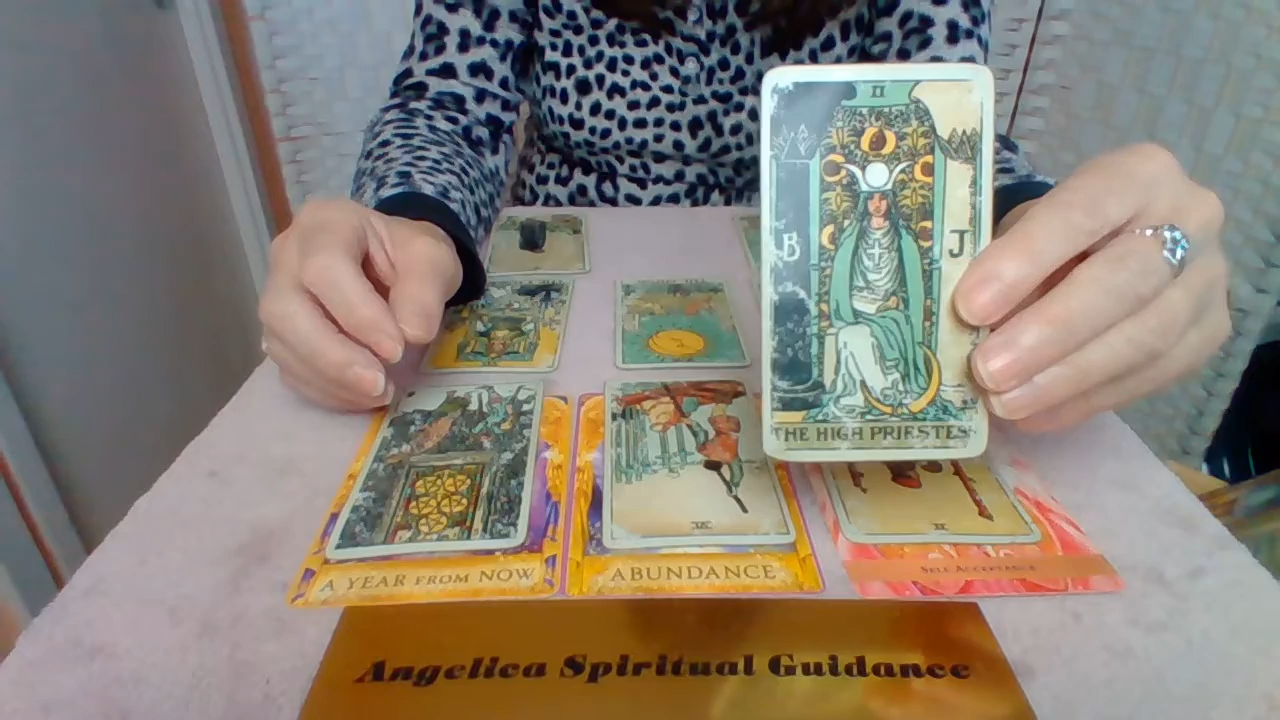 II
B J
THE HIGH PRIESTESS
A YEAR FROM NOW
ABUNDANCE
SELF ACCEPTANCE
Angelica Spiritual Guidance